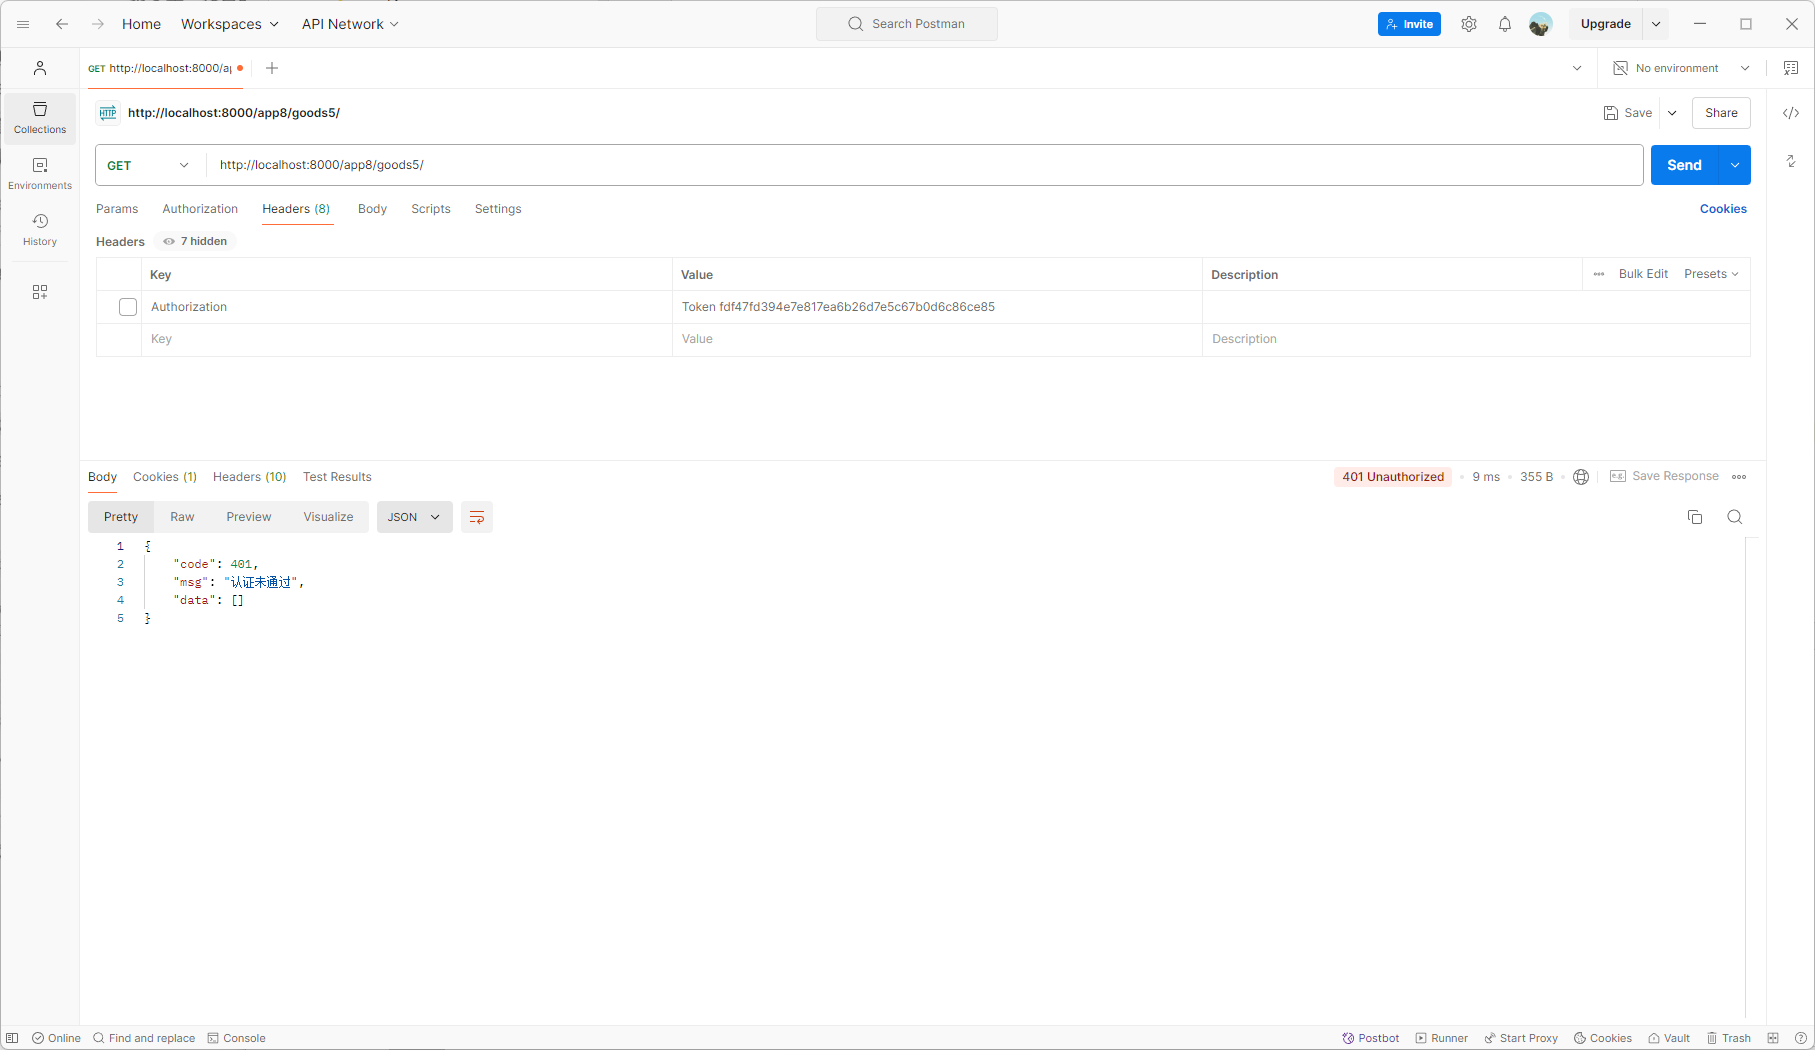 Home Workspaces API Network Search Postman Invite Upgrade
GET http://localhost:8000/a No environment
HTTP http://localhost:8000/app8/goods5/ Save Share
Collections
GET http://localhost:8000/app8/goods5/ Send
Environments
Params Authorization Headers (8) Body Scripts Settings Cookies
History
Headers 7 hidden
Key Value Description Bulk Edit Presets
Authorization Token fdf47fd394e7e817ea6b26d7e5c67b0d6c86ce85
Key Value Description
Body Cookies (1) Headers (10) Test Results 401 Unauthorized 9 ms 355 B e.g. Save Response
Pretty Raw Preview Visualize JSON
1 {
2 "code": 401,
3 "msg": "认证未通过",
4 "data": []
5 }
Online Find and replace Console Postbot Runner Start Proxy Cookies Vault Trash